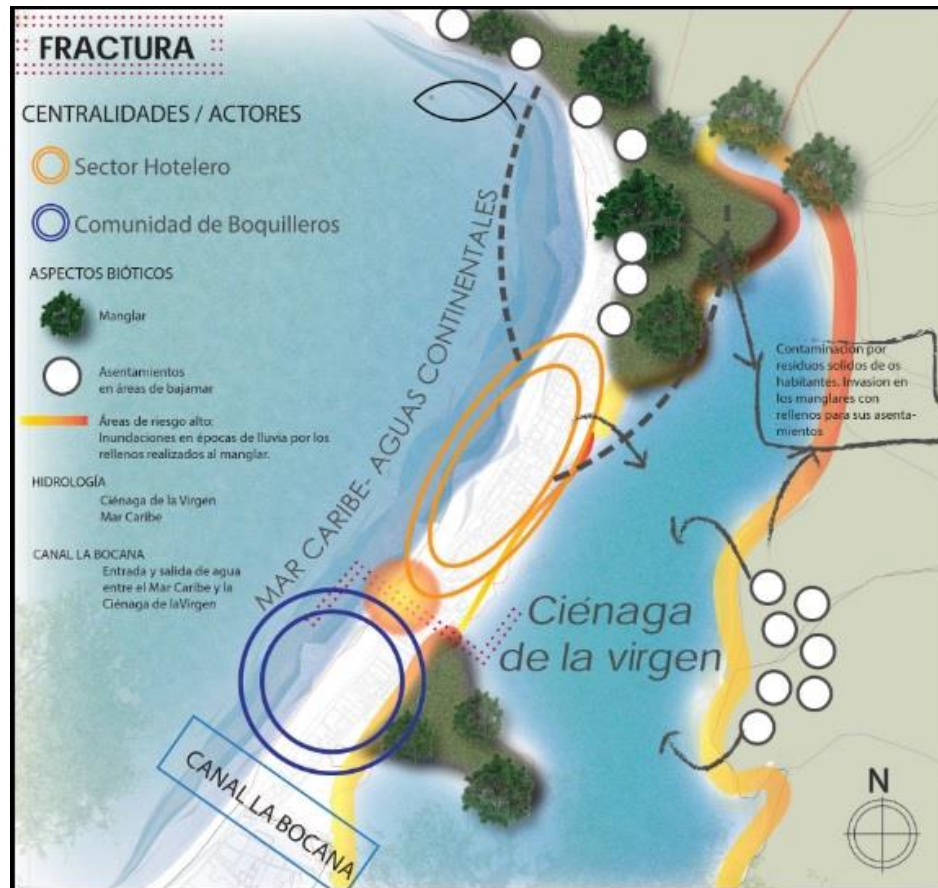 FRACTURA
CENTRALIDADES / ACTORES
Sector Hotelero
Comunidad de Boquilleros
ASPECTOS BIÓTICOS
Manglar
Asentamientos
en áreas de bajamar
Áreas de riesgo alto:
Inundaciones en épocas de lluvia por los
rellenos realizados al manglar.
HIDROLOGÍA
Ciénaga de la Virgen
Mar Caribe
CANAL LA BOCANA
Entrada y salida de agua
entre el Mar Caribe y la
Ciénaga de laVirgen
MAR CARIBE- AGUAS CONTINENTALES
Contaminación por
residuos solidos de os
habitantes. Invasion en
los manglares con
rellenos para sus asenta-
mientos
Ciénaga
de la virgen
CANAL LA BOCANA
N